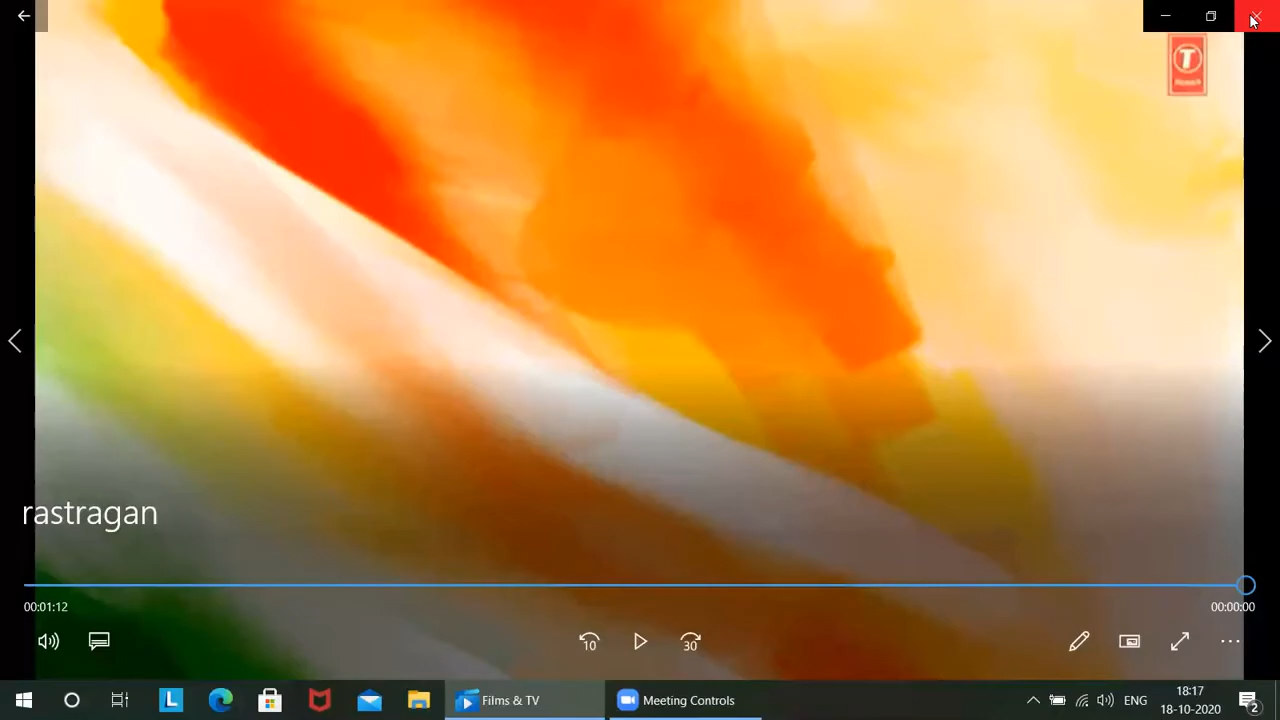 T
rastragan
00:01:12
00:00:00
10
30
L
Films & TV
Meeting Controls
ENG
18:17
18-10-2020
2